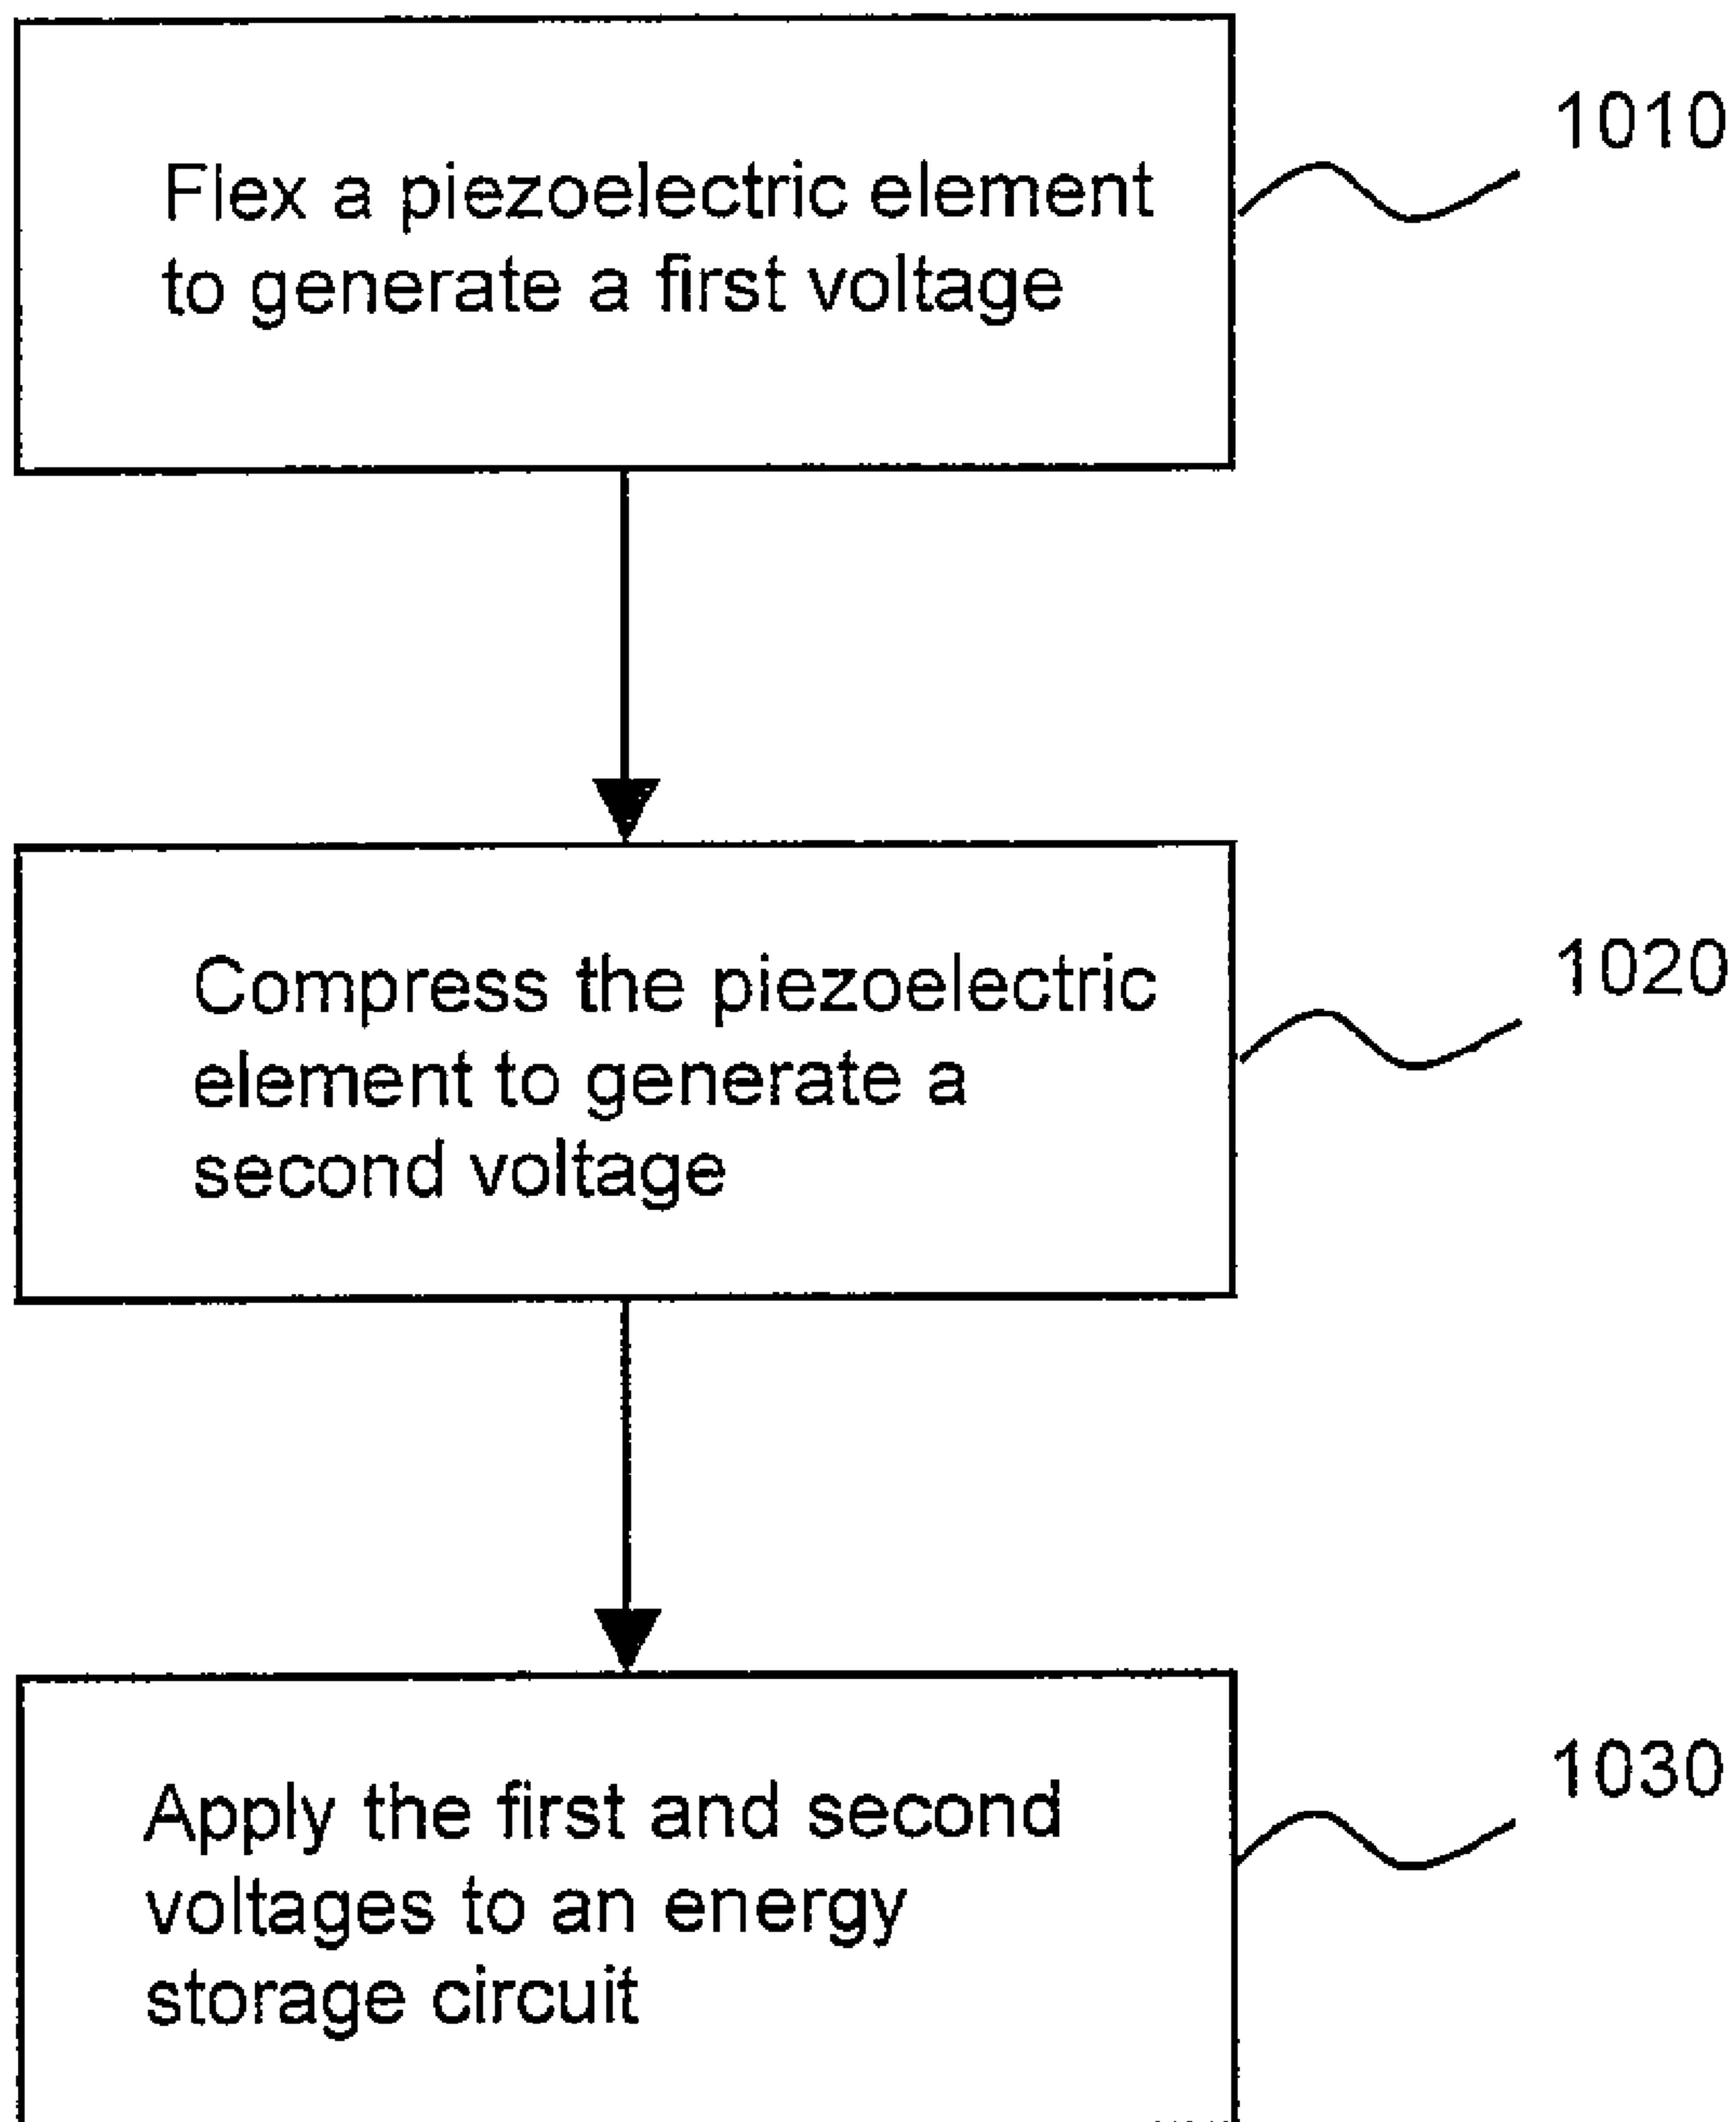 1010
Flex a piezoelectric element
to generate a first voltage
1020
Compress the piezoelectric
element to generate a
second voltage
1030
Apply the first and second
voltages to an energy
storage circuit